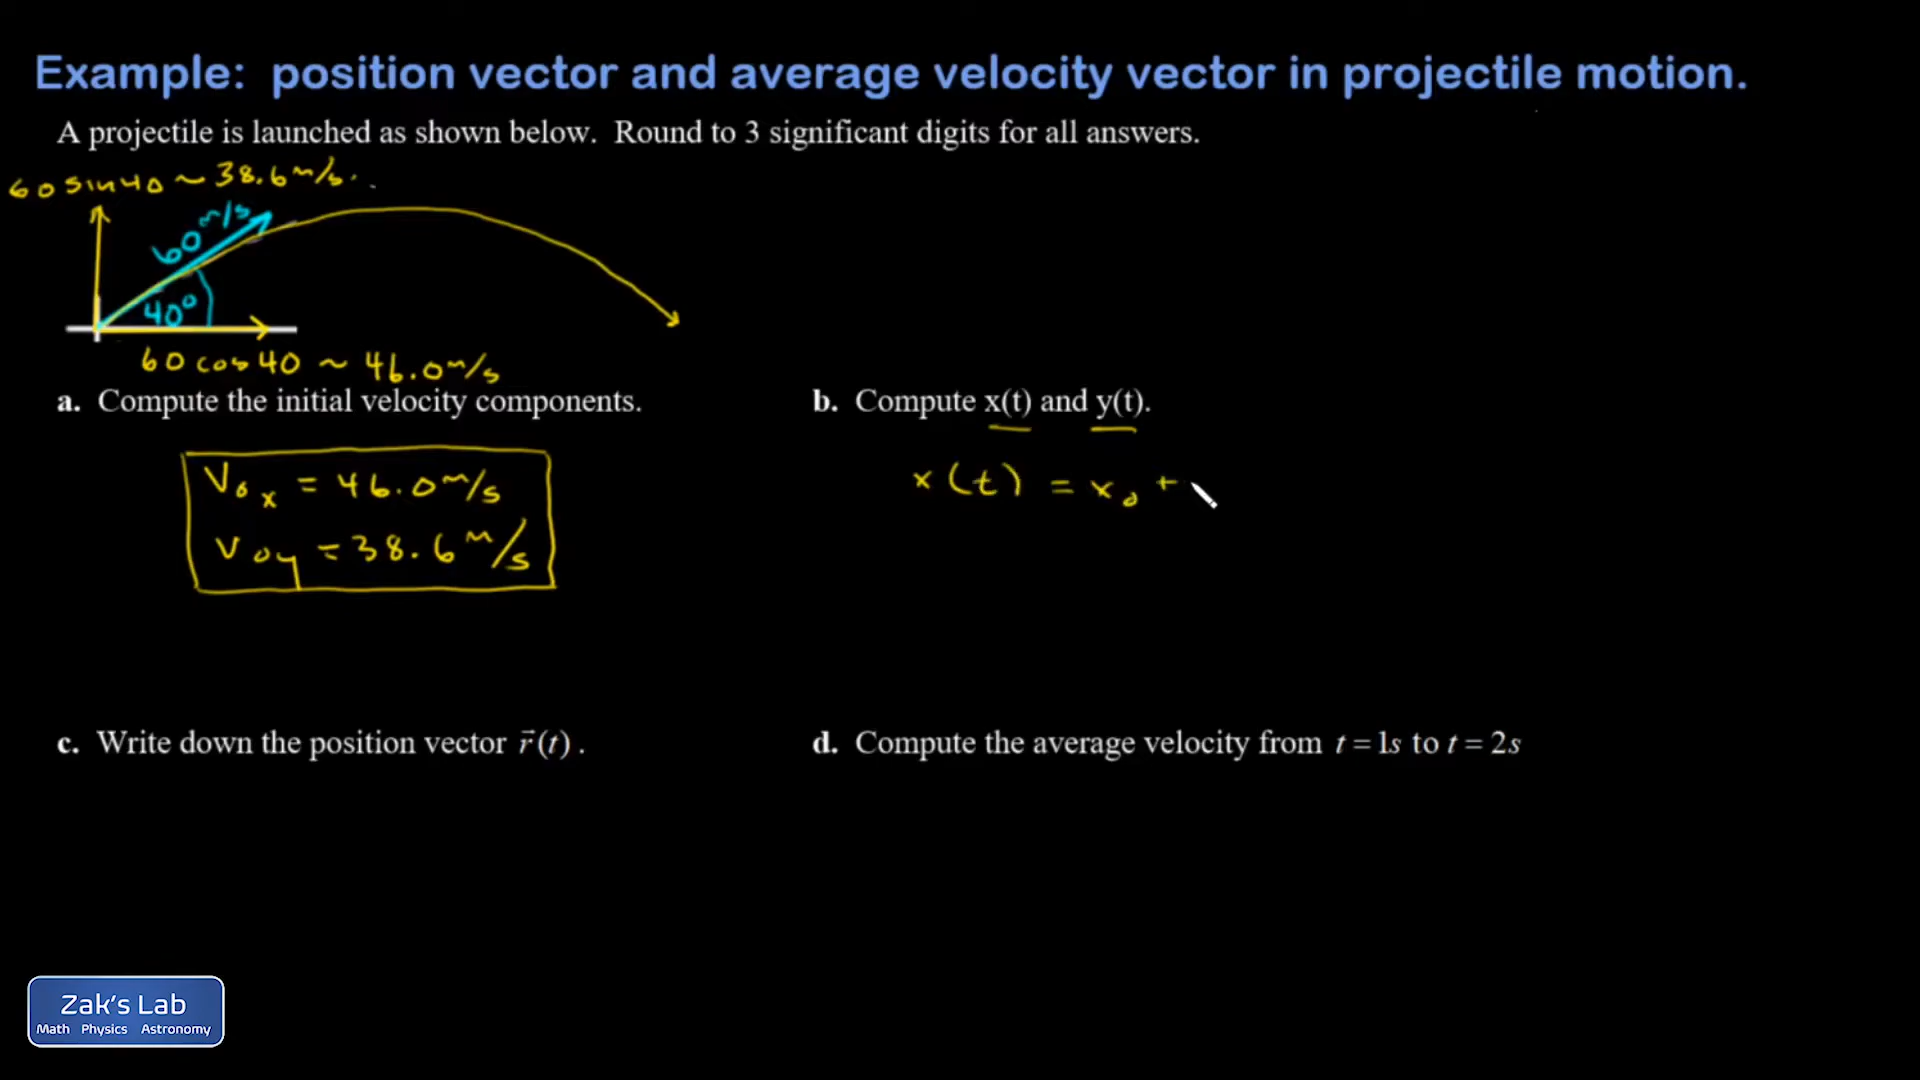 Example: position vector and average velocity vector in projectile motion.
A projectile is launched as shown below. Round to 3 significant digits for all answers.
60 sin 40 ~ 38.6 m/s.
60 m/s
40°
60 cos 40 ~ 46.0 m/s
a. Compute the initial velocity components.
V₀ₓ = 46.0 m/s
V₀y = 38.6 m/s
b. Compute x(t) and y(t).
x(t) = x₀ +
c. Write down the position vector r⃗(t).
d. Compute the average velocity from t = 1s to t = 2s
Zak's Lab
Math Physics Astronomy